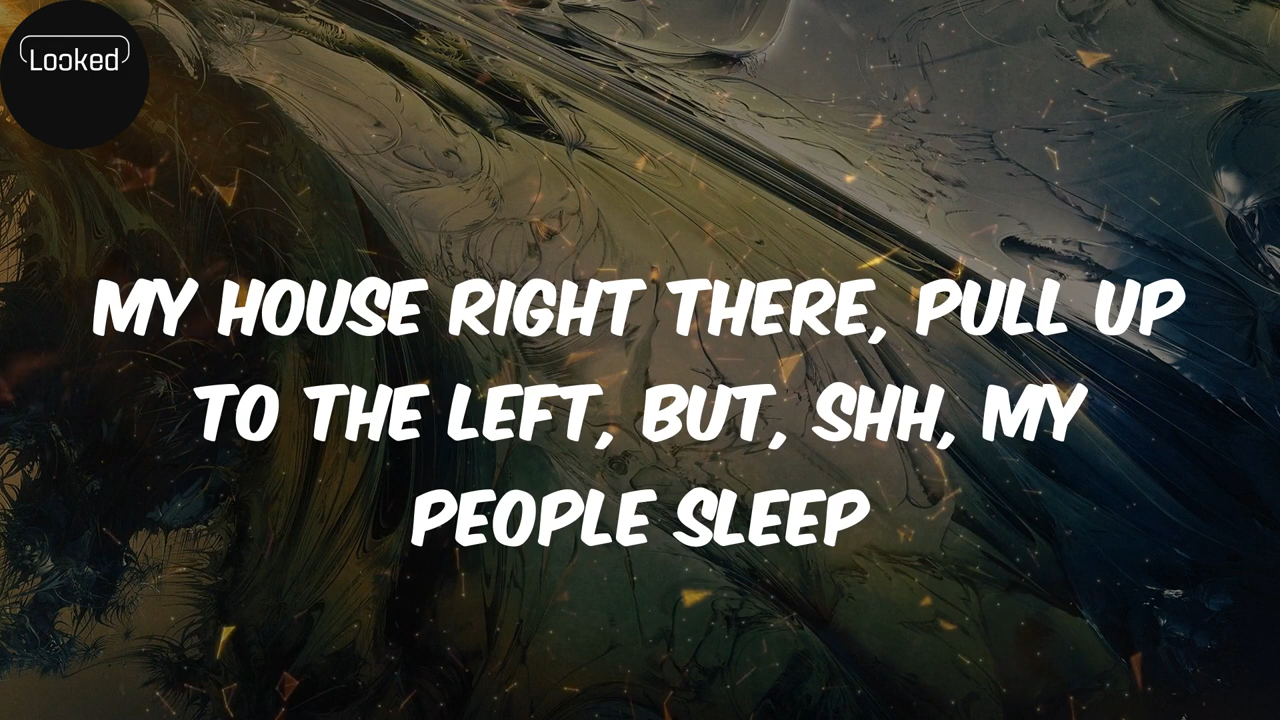 Looked
MY HOUSE RIGHT THERE, PULL UP
TO THE LEFT, BUT, SHH, MY
PEOPLE SLEEP